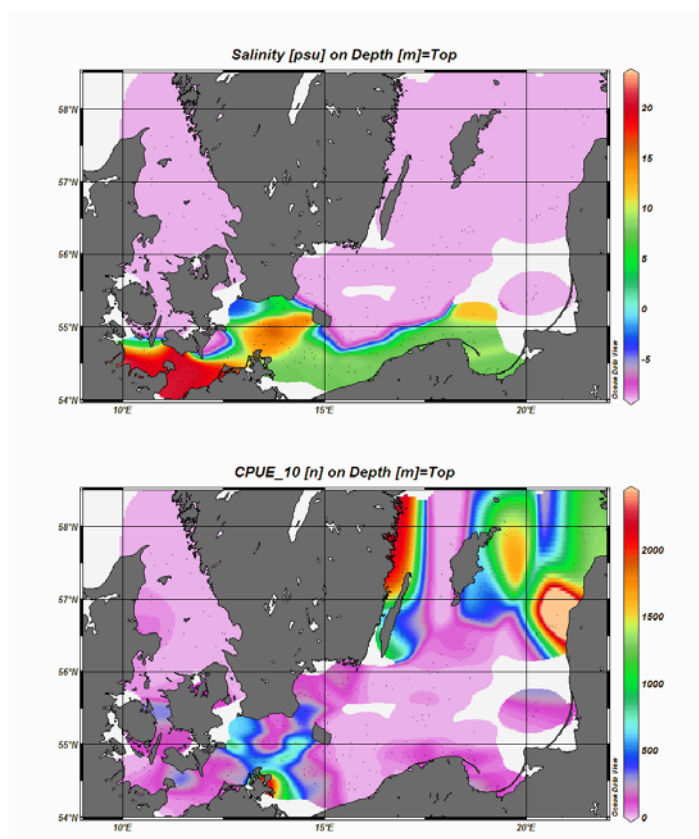 Salinity [psu] on Depth [m]=Top
58°N
57°N
56°N
55°N
54°N
10°E
15°E
20°E
20
15
10
5
0
-5
Ocean Data View
CPUE_10 [n] on Depth [m]=Top
58°N
57°N
56°N
55°N
54°N
10°E
15°E
20°E
2000
1500
1000
500
0
Ocean Data View